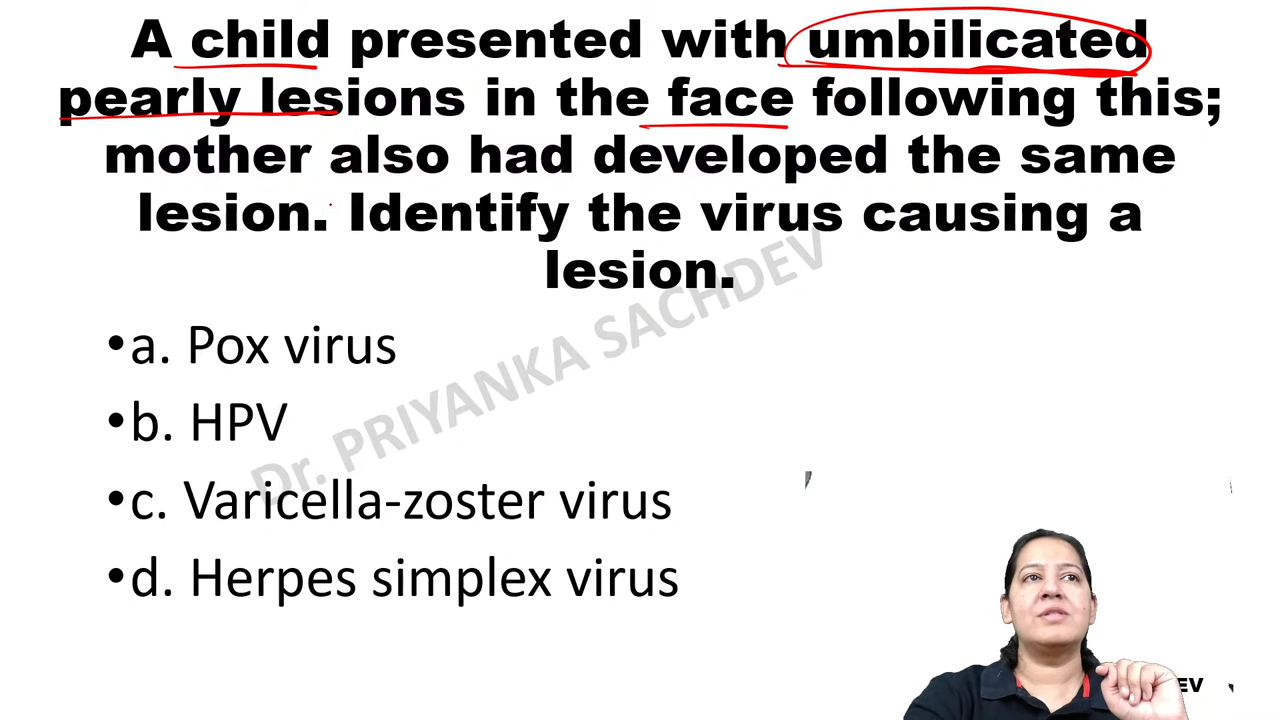 A child presented with umbilicated
pearly lesions in the face following this;
mother also had developed the same
lesion. Identify the virus causing a
lesion.
•a. Pox virus
•b. HPV
•c. Varicella-zoster virus
•d. Herpes simplex virus
Dr. PRIYANKA SACHDEV
EV